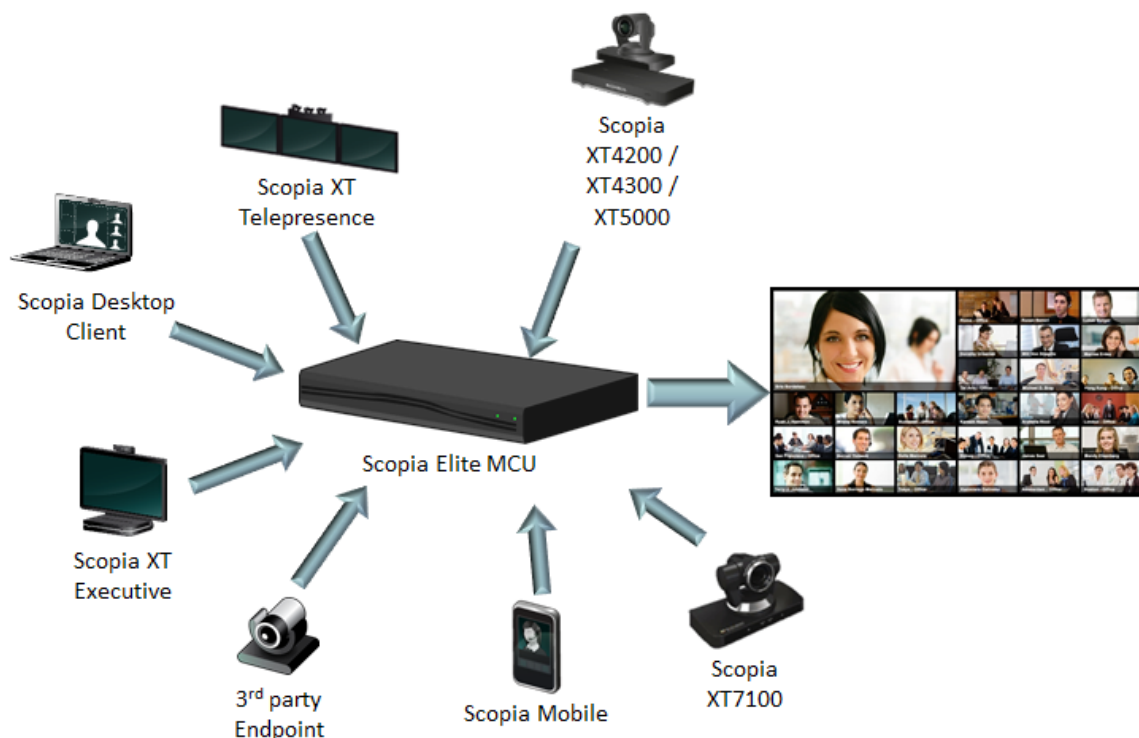 Scopia
XT4200 /
XT4300 /
XT5000
Scopia XT
Telepresence
Scopia Desktop
Client
Scopia Elite MCU
Scopia XT
Executive
3rd party
Endpoint
Scopia Mobile
Scopia
XT7100